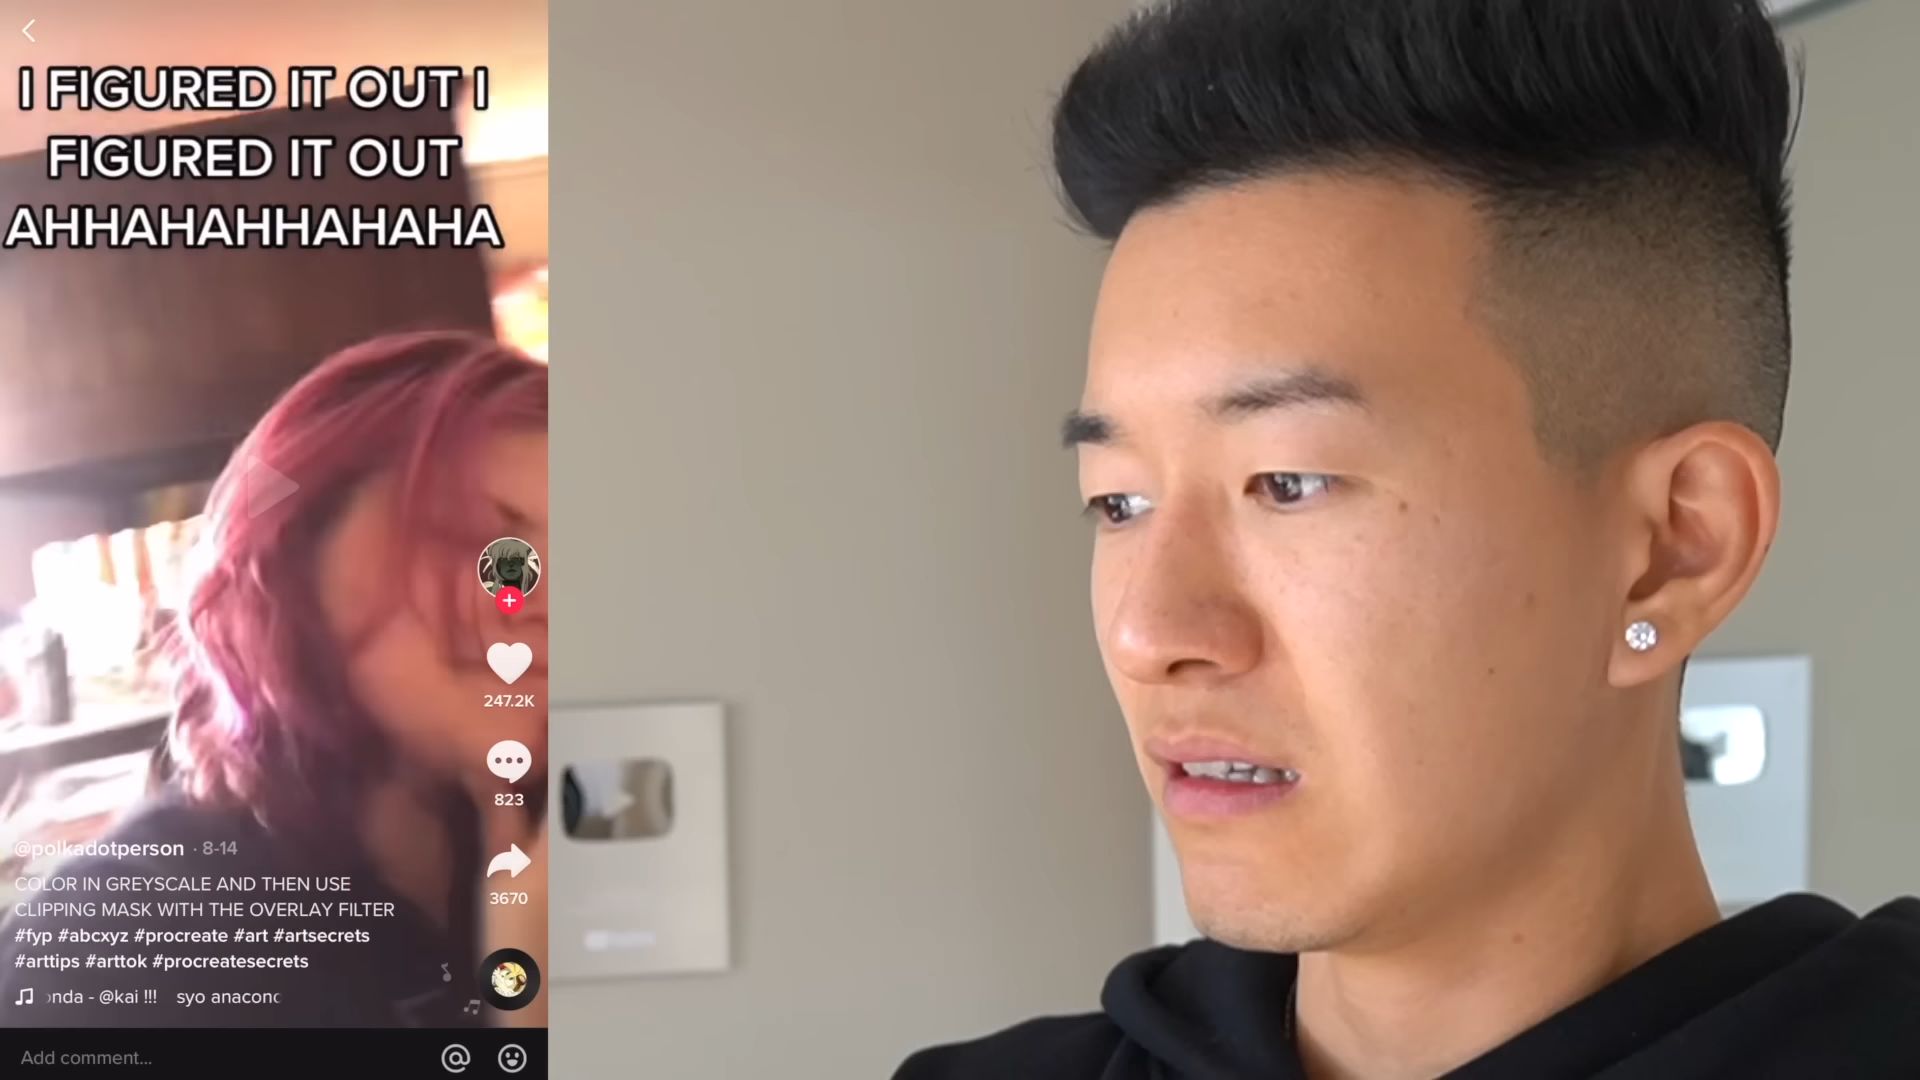 I FIGURED IT OUT I
FIGURED IT OUT
AHHAHAHHAHAHA
247.2K
823
3670
@polkadotperson · 8-14
COLOR IN GREYSCALE AND THEN USE
CLIPPING MASK WITH THE OVERLAY FILTER
#fyp #abcxyz #procreate #art #artsecrets
#arttips #arttok #procreatesecrets
nda - @kai !!! syo anacon
Add comment...